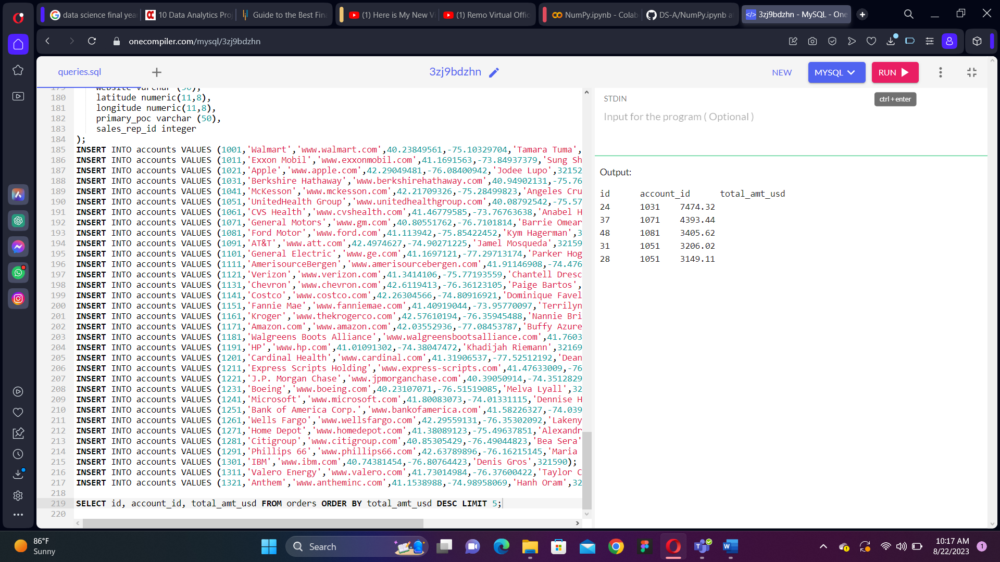 data science final yea
10 Data Analytics Proj
Guide to the Best Fina
(1) Here is My New Vi
(1) Remo Virtual Offic
NumPy.ipynb - Colab
DS-A/NumPy.ipynb a
3zj9bdzhn - MySQL - One
onecompiler.com/mysql/3zj9bdzhn
queries.sql
3zj9bdzhn
NEW
MYSQL
RUN
ctrl + enter
179 website varchar (50),
180 latitude numeric(11,8),
181 longitude numeric(11,8),
182 primary_poc varchar (50),
183 sales_rep_id integer
184 );
185 INSERT INTO accounts VALUES (1001,'Walmart','www.walmart.com',40.23849561,-75.10329704,'Tamara Tuma',
186 INSERT INTO accounts VALUES (1011,'Exxon Mobil','www.exxonmobil.com',41.1691563,-73.84937379,'Sung Sh
187 INSERT INTO accounts VALUES (1021,'Apple','www.apple.com',42.29049481,-76.08400942,'Jodee Lupo',32152
188 INSERT INTO accounts VALUES (1031,'Berkshire Hathaway','www.berkshirehathaway.com',40.94902131,-75.76
189 INSERT INTO accounts VALUES (1041,'McKesson','www.mckesson.com',42.21709326,-75.28499823,'Angeles Cru
190 INSERT INTO accounts VALUES (1051,'UnitedHealth Group','www.unitedhealthgroup.com',40.08792542,-75.57
191 INSERT INTO accounts VALUES (1061,'CVS Health','www.cvshealth.com',41.46779585,-73.76763638,'Anabel H
192 INSERT INTO accounts VALUES (1071,'General Motors','www.gm.com',40.80551762,-76.7101814,'Barrie Omear
193 INSERT INTO accounts VALUES (1081,'Ford Motor','www.ford.com',41.113942,-75.85422452,'Kym Hagerman',3
194 INSERT INTO accounts VALUES (1091,'AT&T','www.att.com',42.4974627,-74.90271225,'Jamel Mosqueda',32159
195 INSERT INTO accounts VALUES (1101,'General Electric','www.ge.com',41.1697121,-77.29713174,'Parker Hog
196 INSERT INTO accounts VALUES (1111,'AmerisourceBergen','www.amerisourcebergen.com',41.91146908,-74.476
197 INSERT INTO accounts VALUES (1121,'Verizon','www.verizon.com',41.3414106,-75.77193559,'Chantell Dresc
198 INSERT INTO accounts VALUES (1131,'Chevron','www.chevron.com',42.6119413,-76.36123105,'Paige Bartos',
199 INSERT INTO accounts VALUES (1141,'Costco','www.costco.com',42.26304566,-74.80916921,'Dominique Favel
200 INSERT INTO accounts VALUES (1151,'Fannie Mae','www.fanniemae.com',41.40919044,-73.95770097,'Terrilyn
201 INSERT INTO accounts VALUES (1161,'Kroger','www.thekrogerco.com',42.57610194,-76.35945488,'Nannie Bri
202 INSERT INTO accounts VALUES (1171,'Amazon.com','www.amazon.com',42.03552936,-77.08453787,'Buffy Azure
203 INSERT INTO accounts VALUES (1181,'Walgreens Boots Alliance','www.walgreensbootsalliance.com',41.7603
204 INSERT INTO accounts VALUES (1191,'HP','www.hp.com',41.01091302,-74.38047472,'Khadijah Riemann',32169
205 INSERT INTO accounts VALUES (1201,'Cardinal Health','www.cardinal.com',41.31906537,-77.52512192,'Dean
206 INSERT INTO accounts VALUES (1211,'Express Scripts Holding','www.express-scripts.com',41.47633009,-76
207 INSERT INTO accounts VALUES (1221,'J.P. Morgan Chase','www.jpmorganchase.com',40.39050914,-74.3512829
208 INSERT INTO accounts VALUES (1231,'Boeing','www.boeing.com',40.23107071,-76.51519085,'Melva Lyall',32
209 INSERT INTO accounts VALUES (1241,'Microsoft','www.microsoft.com',41.80083073,-74.01331115,'Dennise H
210 INSERT INTO accounts VALUES (1251,'Bank of America Corp.','www.bankofamerica.com',41.58226327,-74.039
211 INSERT INTO accounts VALUES (1261,'Wells Fargo','www.wellsfargo.com',42.29559131,-76.35302092,'Lakeny
212 INSERT INTO accounts VALUES (1271,'Home Depot','www.homedepot.com',41.38089123,-75.49637851,'Alexandr
213 INSERT INTO accounts VALUES (1281,'Citigroup','www.citigroup.com',40.85305429,-76.49044823,'Bea Sera'
214 INSERT INTO accounts VALUES (1291,'Phillips 66','www.phillips66.com',42.63789896,-76.16215145,'Maria
215 INSERT INTO accounts VALUES (1301,'IBM','www.ibm.com',40.74381454,-76.80764423,'Denis Gros',321590);
216 INSERT INTO accounts VALUES (1311,'Valero Energy','www.valero.com',41.73014984,-76.37600422,'Taylor C
217 INSERT INTO accounts VALUES (1321,'Anthem','www.antheminc.com',41.1538988,-74.98958069,'Hanh Oram',32
218
219 SELECT id, account_id, total_amt_usd FROM orders ORDER BY total_amt_usd DESC LIMIT 5;
220
STDIN
Input for the program ( Optional )
Output:
id account_id total_amt_usd
24 1031 7474.32
37 1071 4393.44
48 1081 3405.62
31 1051 3206.02
28 1051 3149.11
86°F
Sunny
Search
10:17 AM
8/22/2023
1